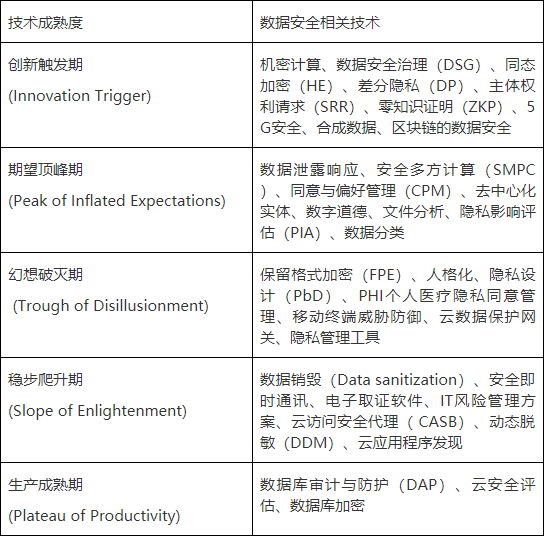 技术成熟度
数据安全相关技术
创新触发期
(Innovation Trigger)
机密计算、数据安全治理（DSG）、同态
加密（HE）、差分隐私（DP）、主体权
利请求（SRR）、零知识证明（ZKP）、5
G安全、合成数据、区块链的数据安全
期望顶峰期
(Peak of Inflated Expectations)
数据泄露响应、安全多方计算（SMPC
）、同意与偏好管理（CPM）、去中心化
实体、数字道德、文件分析、隐私影响评
估（PIA）、数据分类
幻想破灭期
(Trough of Disillusionment)
保留格式加密（FPE）、人格化、隐私设
计（PbD）、PHI个人医疗隐私同意管
理、移动终端威胁防御、云数据保护网
关、隐私管理工具
稳步爬升期
(Slope of Enlightenment)
数据销毁（Data sanitization）、安全即
时通讯、电子取证软件、IT风险管理方
案、云访问安全代理（ CASB）、动态脱
敏（DDM）、云应用程序发现
生产成熟期
(Plateau of Productivity)
数据库审计与防护（DAP）、云安全评
估、数据库加密